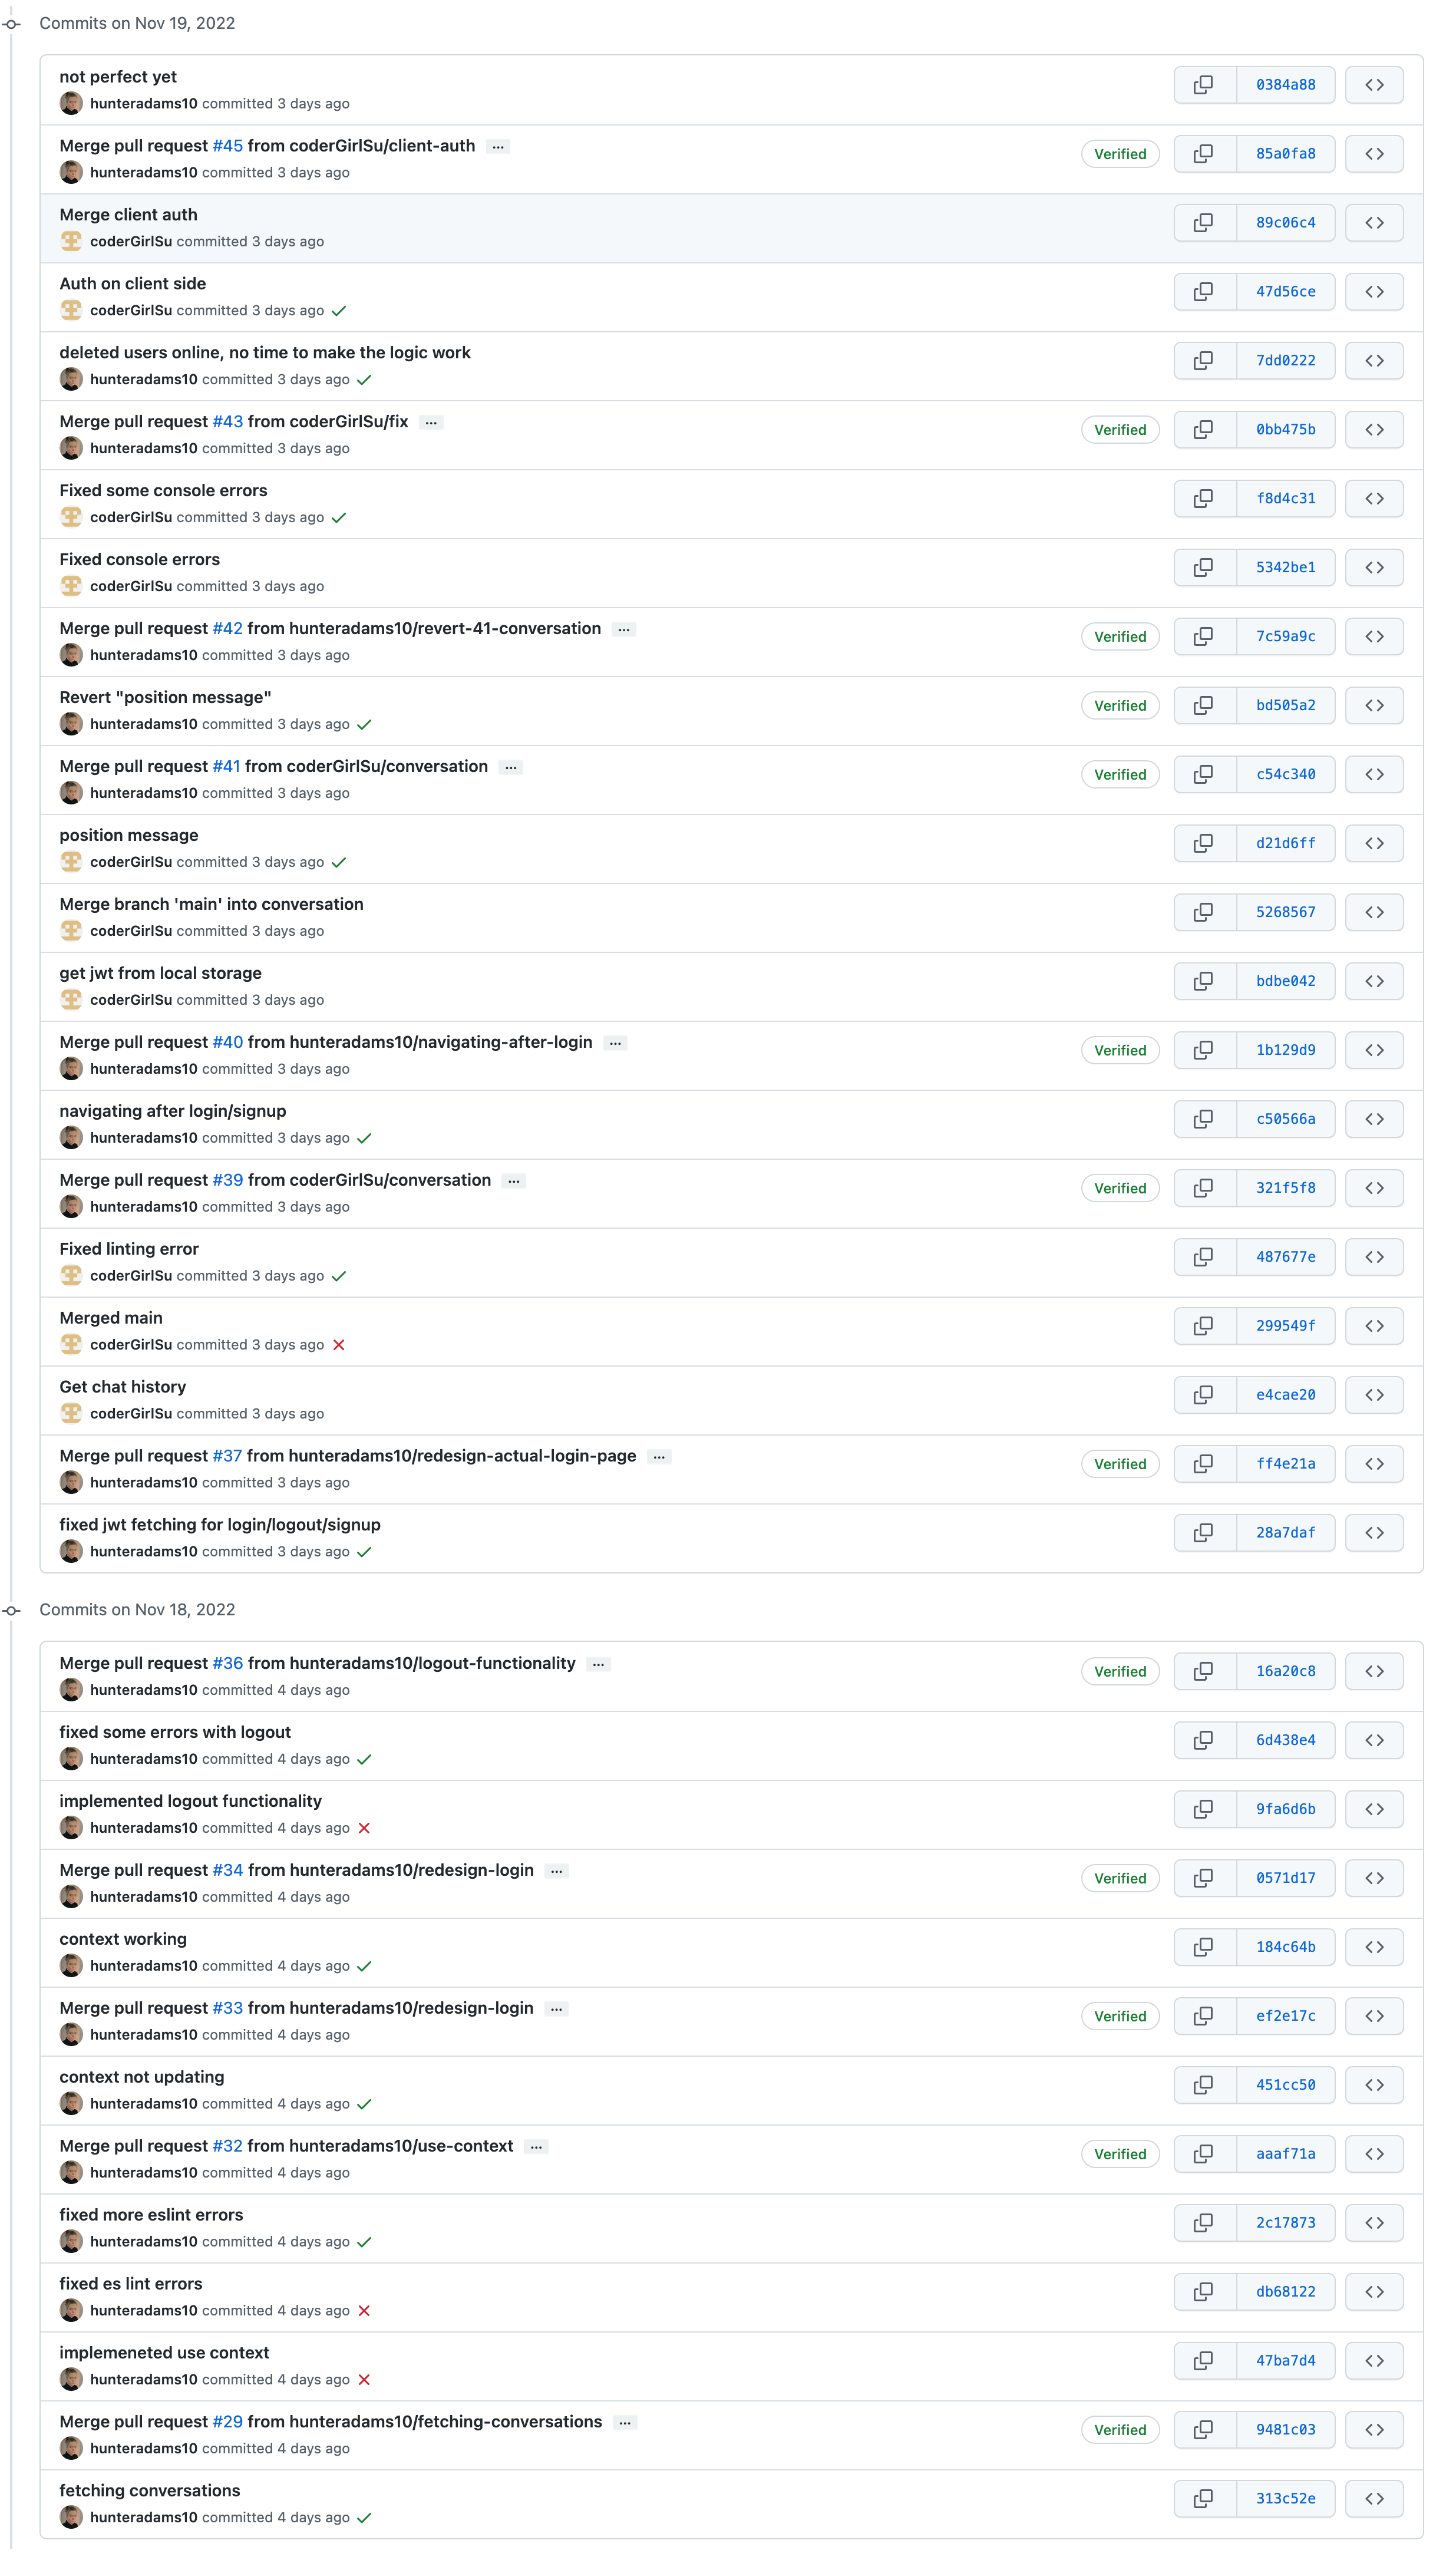 Commits on Nov 19, 2022
not perfect yet
hunteradams10 committed 3 days ago
0384a88
Merge pull request #45 from coderGirlSu/client-auth ...
hunteradams10 committed 3 days ago
Verified
85a0fa8
Merge client auth
coderGirlSu committed 3 days ago
89c06c4
Auth on client side
coderGirlSu committed 3 days ago
47d56ce
deleted users online, no time to make the logic work
hunteradams10 committed 3 days ago
7dd0222
Merge pull request #43 from coderGirlSu/fix ...
hunteradams10 committed 3 days ago
Verified
0bb475b
Fixed some console errors
coderGirlSu committed 3 days ago
f8d4c31
Fixed console errors
coderGirlSu committed 3 days ago
5342be1
Merge pull request #42 from hunteradams10/revert-41-conversation ...
hunteradams10 committed 3 days ago
Verified
7c59a9c
Revert "position message"
hunteradams10 committed 3 days ago
Verified
bd505a2
Merge pull request #41 from coderGirlSu/conversation ...
hunteradams10 committed 3 days ago
Verified
c54c340
position message
coderGirlSu committed 3 days ago
d21d6ff
Merge branch 'main' into conversation
coderGirlSu committed 3 days ago
5268567
get jwt from local storage
coderGirlSu committed 3 days ago
bdbe042
Merge pull request #40 from hunteradams10/navigating-after-login ...
hunteradams10 committed 3 days ago
Verified
1b129d9
navigating after login/signup
hunteradams10 committed 3 days ago
c50566a
Merge pull request #39 from coderGirlSu/conversation ...
hunteradams10 committed 3 days ago
Verified
321f5f8
Fixed linting error
coderGirlSu committed 3 days ago
487677e
Merged main
coderGirlSu committed 3 days ago
299549f
Get chat history
coderGirlSu committed 3 days ago
e4cae20
Merge pull request #37 from hunteradams10/redesign-actual-login-page ...
hunteradams10 committed 3 days ago
Verified
ff4e21a
fixed jwt fetching for login/logout/signup
hunteradams10 committed 3 days ago
28a7daf
Commits on Nov 18, 2022
Merge pull request #36 from hunteradams10/logout-functionality ...
hunteradams10 committed 4 days ago
Verified
16a20c8
fixed some errors with logout
hunteradams10 committed 4 days ago
6d438e4
implemented logout functionality
hunteradams10 committed 4 days ago
9fa6d6b
Merge pull request #34 from hunteradams10/redesign-login ...
hunteradams10 committed 4 days ago
Verified
0571d17
context working
hunteradams10 committed 4 days ago
184c64b
Merge pull request #33 from hunteradams10/redesign-login ...
hunteradams10 committed 4 days ago
Verified
ef2e17c
context not updating
hunteradams10 committed 4 days ago
451cc50
Merge pull request #32 from hunteradams10/use-context ...
hunteradams10 committed 4 days ago
Verified
aaaf71a
fixed more eslint errors
hunteradams10 committed 4 days ago
2c17873
fixed es lint errors
hunteradams10 committed 4 days ago
db68122
implemeneted use context
hunteradams10 committed 4 days ago
47ba7d4
Merge pull request #29 from hunteradams10/fetching-conversations ...
hunteradams10 committed 4 days ago
Verified
9481c03
fetching conversations
hunteradams10 committed 4 days ago
313c52e